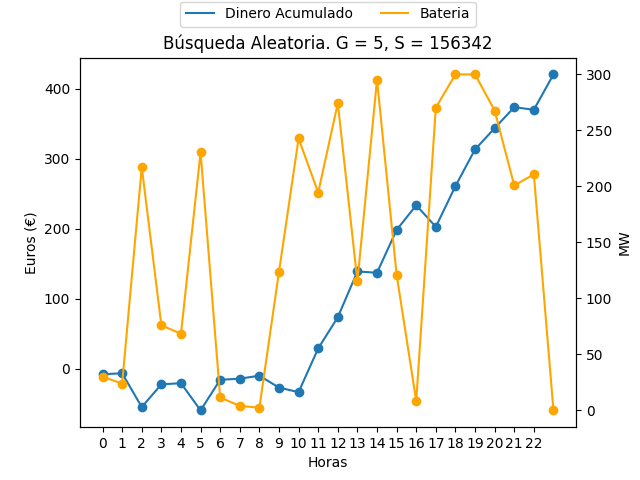 Dinero Acumulado Bateria
Búsqueda Aleatoria. G = 5, S = 156342
400
300
200
100
0
Euros (€)
300
250
200
150
100
50
0
MW
0 1 2 3 4 5 6 7 8 9 10 11 12 13 14 15 16 17 18 19 20 21 22
Horas